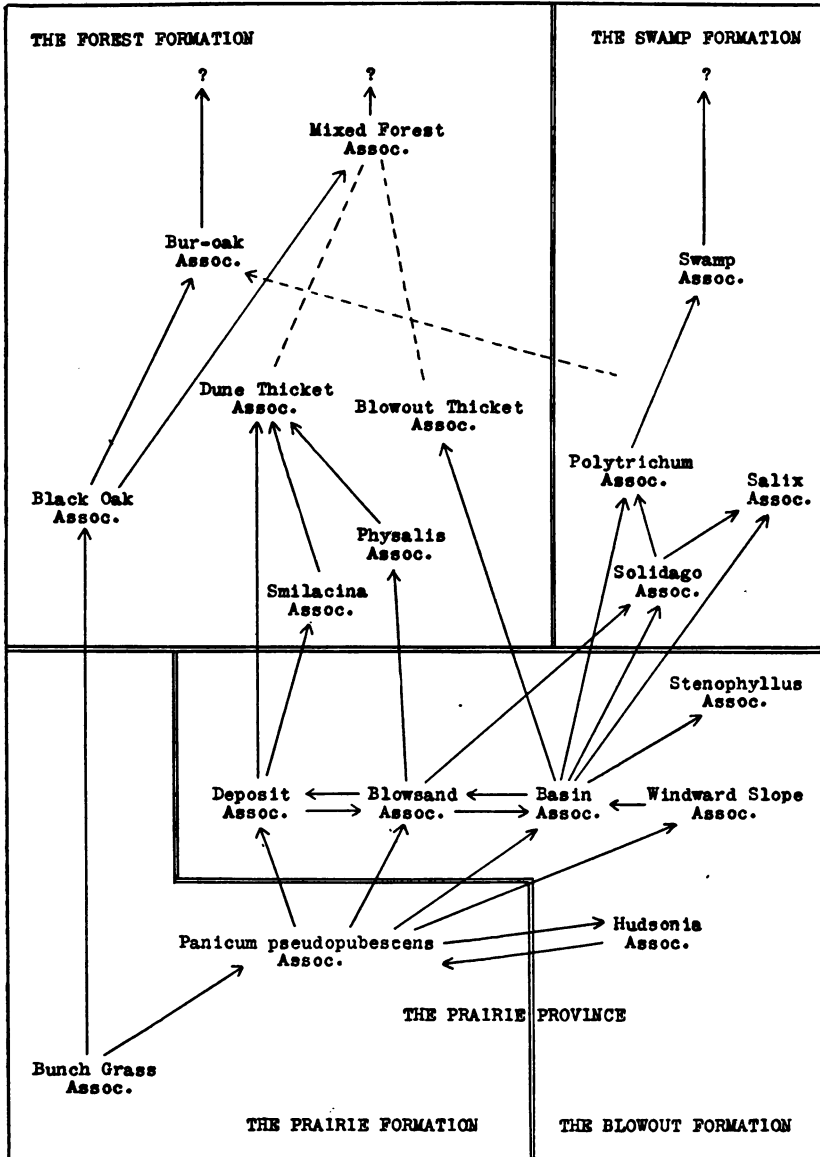 THE FOREST FORMATION
THE SWAMP FORMATION
?
?
?
Mixed Forest
Assoc.
Bur-oak
Assoc.
Swamp
Assoc.
Dune Thicket
Assoc.
Blowout Thicket
Assoc.
Polytrichum
Assoc.
Salix
Assoc.
Black Oak
Assoc.
Physalis
Assoc.
Solidago
Assoc.
Smilacina
Assoc.
Stenophyllus
Assoc.
Deposit
Assoc.
Blowsand
Assoc.
Basin
Assoc.
Windward Slope
Assoc.
Panicum pseudopubescens
Assoc.
Hudsonia
Assoc.
THE PRAIRIE PROVINCE
Bunch Grass
Assoc.
THE PRAIRIE FORMATION
THE BLOWOUT FORMATION